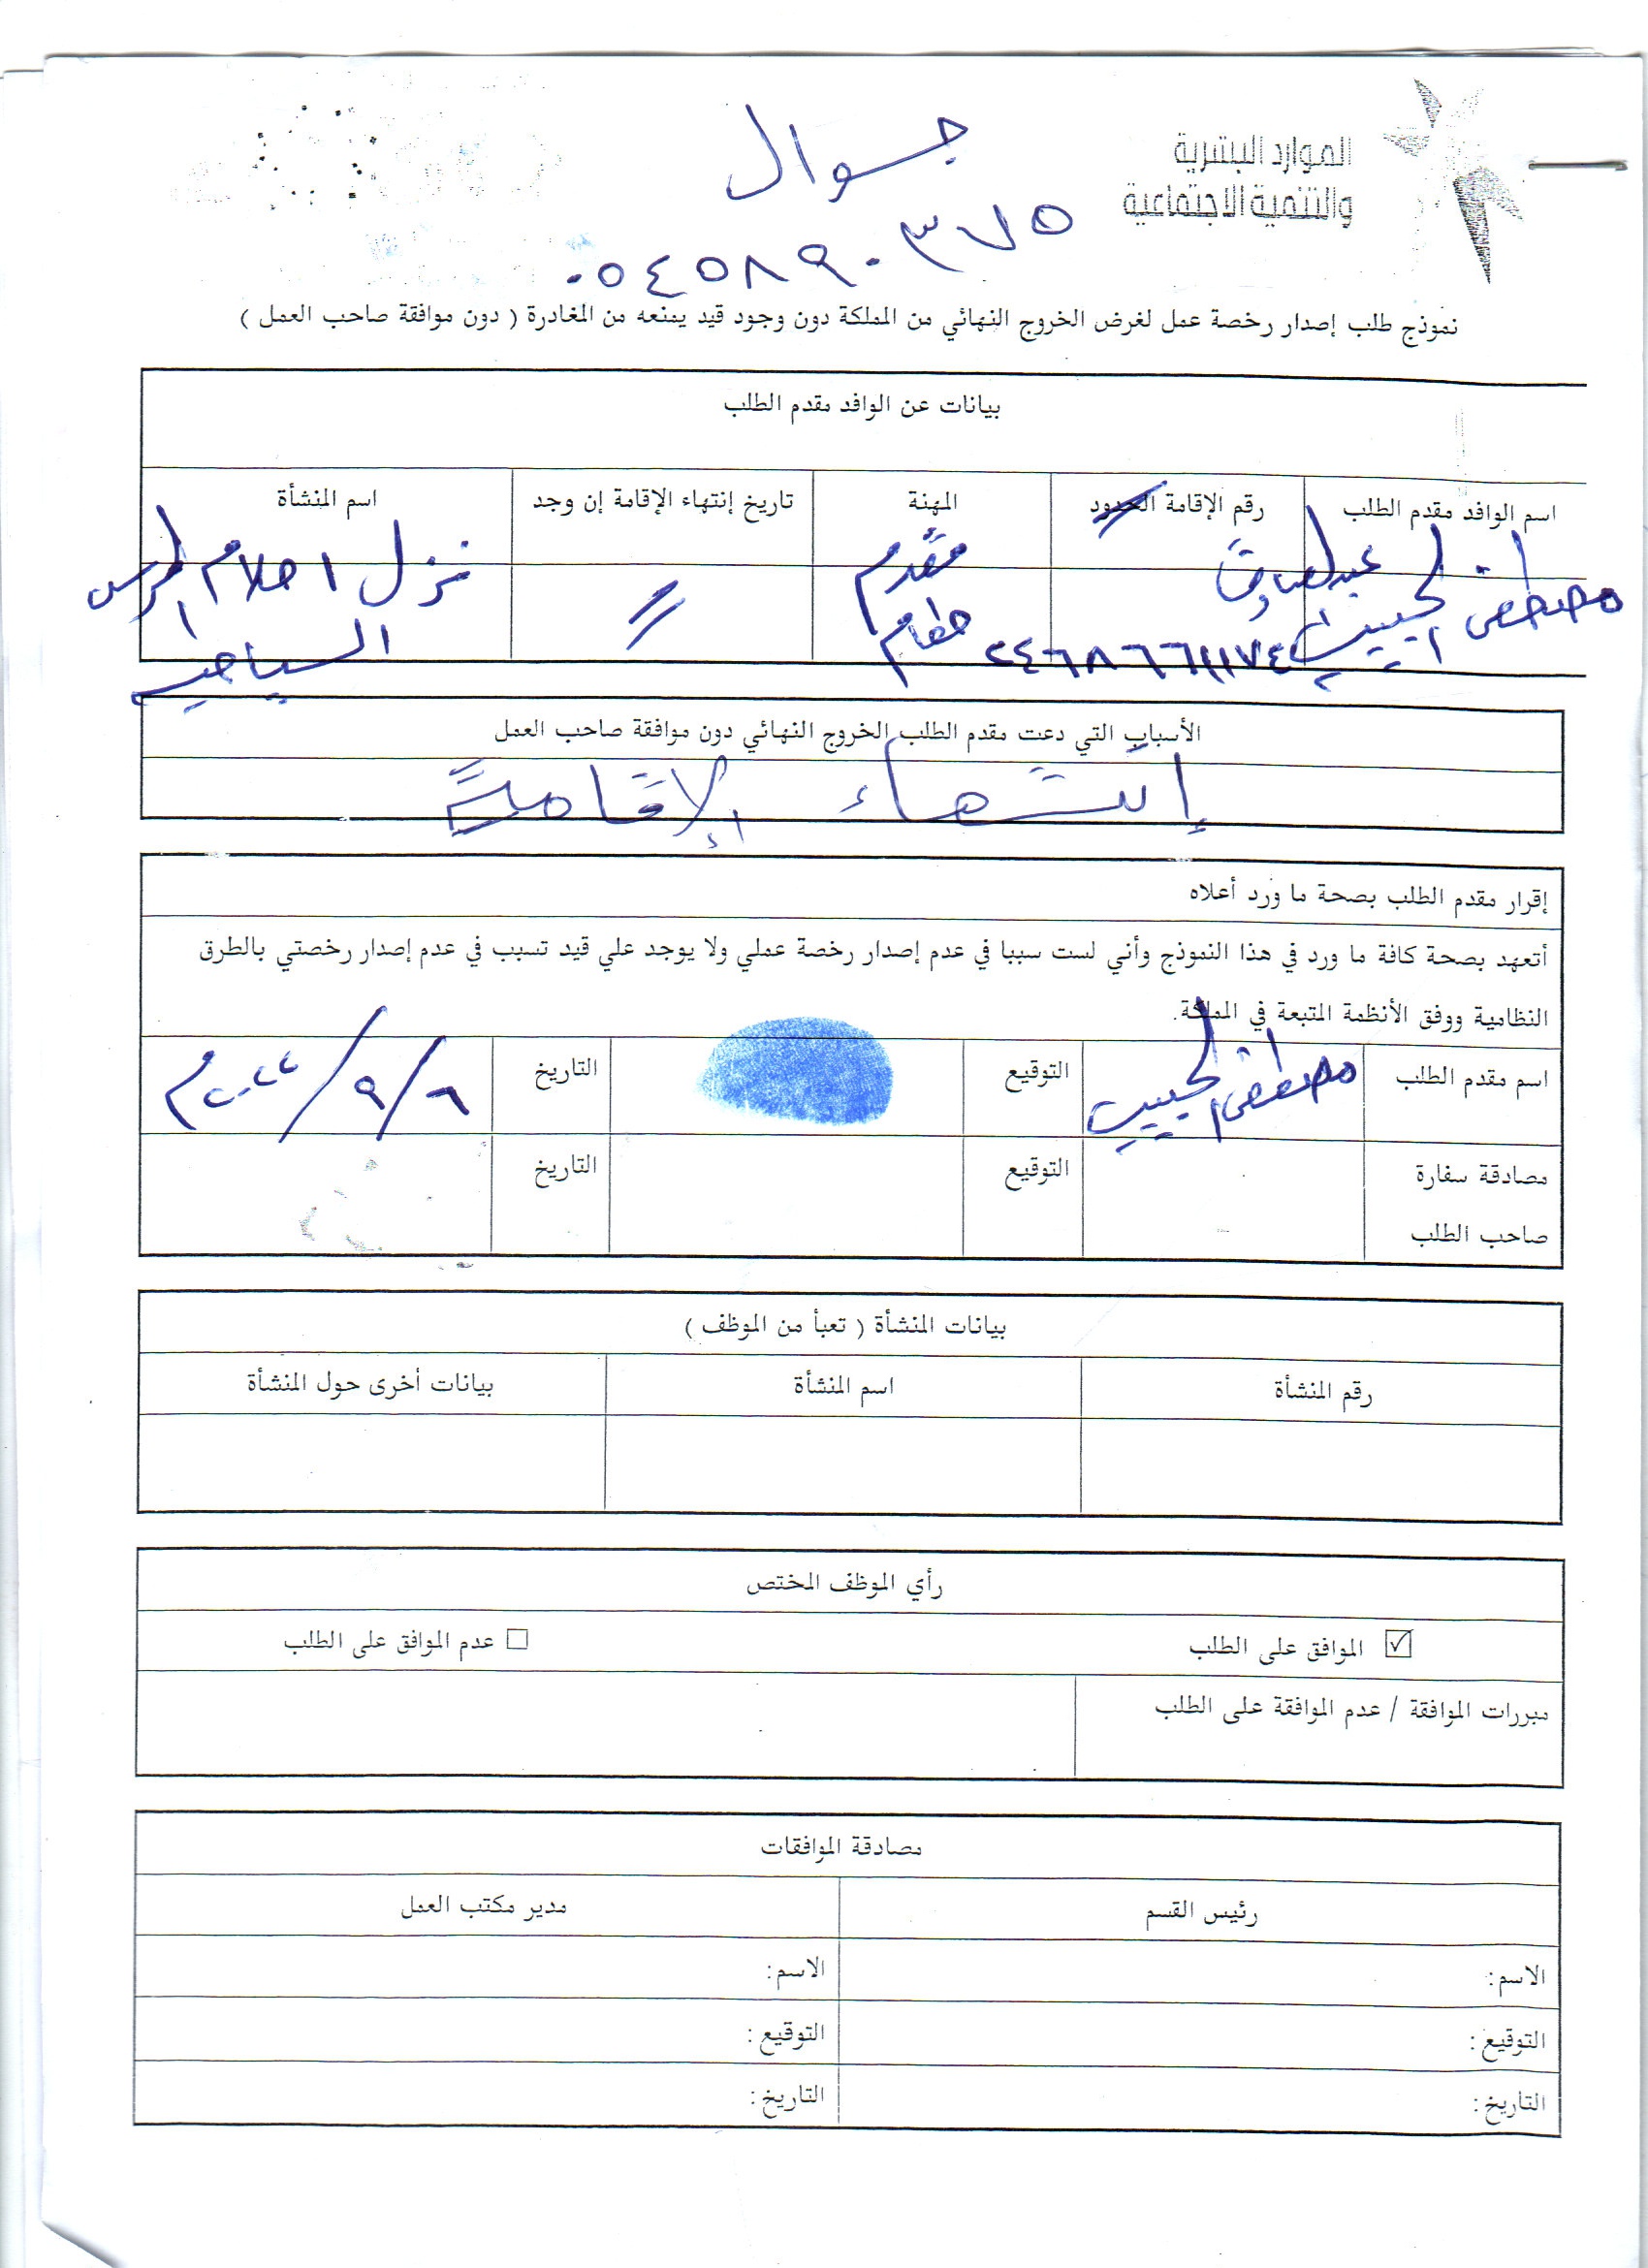 الموارد البشرية
والتنمية الاجتماعية
جوال
٠٥٤٥٨٩٠٣٧٥
نموذج طلب إصدار رخصة عمل لغرض الخروج النهائي من المملكة دون وجود قيد يمنعه من المغادرة ( دون موافقة صاحب العمل )
بيانات عن الوافد مقدم الطلب
اسم الوافد مقدم الطلب رقم الإقامة الحدود المهنة تاريخ إنتهاء الإقامة إن وجد اسم المنشأة
مصطفى الحبيب عبدالصادق مقدم نزل احلام
طعام السياحي
الأسباب التي دعت مقدم الطلب الخروج النهائي دون موافقة صاحب العمل
إنتهاء الإقامة
إقرار مقدم الطلب بصحة ما ورد أعلاه
أتعهد بصحة كافة ما ورد في هذا النموذج وأني لست سببا في عدم إصدار رخصة عملي ولا يوجد علي قيد تسبب في عدم إصدار رخصتي بالطرق
النظامية ووفق الأنظمة المتبعة في المملكة.
اسم مقدم الطلب مصطفى الحبيب التوقيع التاريخ ٦/٩/٢٠٢٢م
مصادقة سفارة التوقيع التاريخ
صاحب الطلب
بيانات المنشأة ( تعبأ من الموظف )
رقم المنشأة اسم المنشأة بيانات أخرى حول المنشأة
رأي الموظف المختص
☑ الموافق على الطلب ☐ عدم الموافق على الطلب
مبررات الموافقة / عدم الموافقة على الطلب
مصادقة الموافقات
رئيس القسم مدير مكتب العمل
الاسم: الاسم:
التوقيع: التوقيع:
التاريخ: التاريخ: